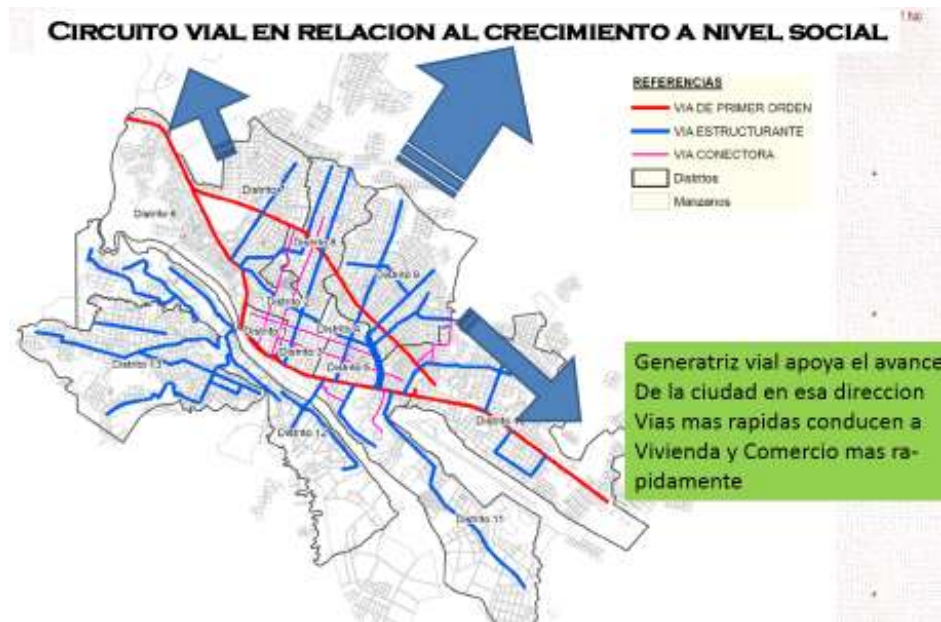 CIRCUITO VIAL EN RELACION AL CRECIMIENTO A NIVEL SOCIAL
REFERENCIAS
VIA DE PRIMER ORDEN
VIA ESTRUCTURANTE
VIA CONECTORA
Distritos
Manzanos
Distrito
Distrito 6
Distrito 8
Distrito 9
Distrito 2
Distrito
Distrito 3
Distrito 5
Distrito 13
Distrito 12
Distrito
Distrito 11
Generatriz vial apoya el avance
De la ciudad en esa direccion
Vias mas rapidas conducen a
Vivienda y Comercio mas ra-
pidamente